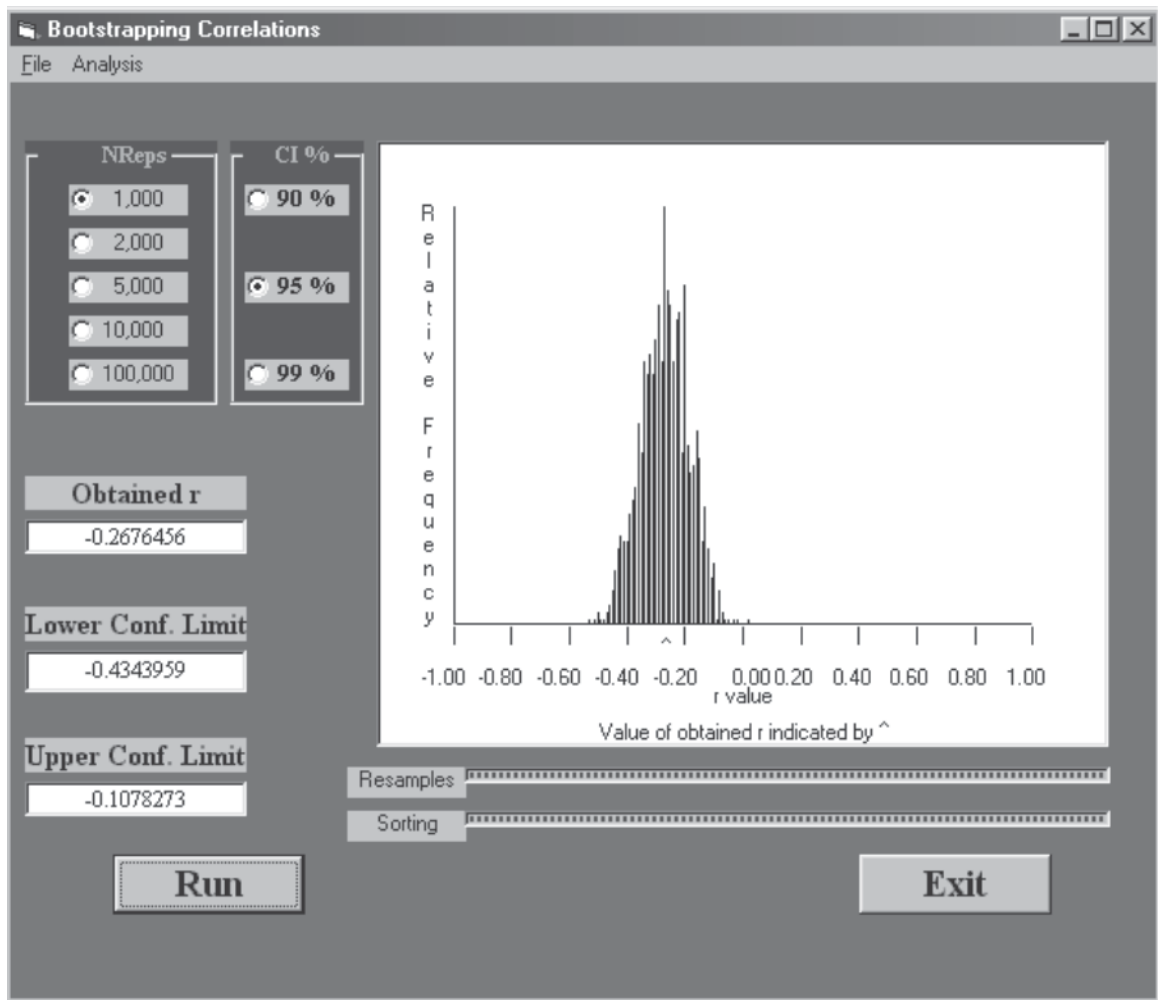 Bootstrapping Correlations
File Analysis
NReps
1,000
2,000
5,000
10,000
100,000
CI %
90 %
95 %
99 %
Relative Frequency
-1.00 -0.80 -0.60 -0.40 -0.20 0.00 0.20 0.40 0.60 0.80 1.00
^
r value
Value of obtained r indicated by ^
Obtained r
-0.2676456
Lower Conf. Limit
-0.4343959
Upper Conf. Limit
-0.1078273
Resamples
Sorting
Run
Exit